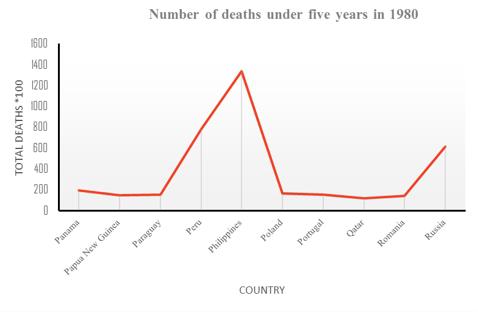 Number of deaths under five years in 1980
TOTAL DEATHS *100
1600
1400
1200
1000
800
600
400
200
0
Panama
Papua New Guinea
Paraguay
Peru
Philippines
Poland
Portugal
Qatar
Romania
Russia
COUNTRY